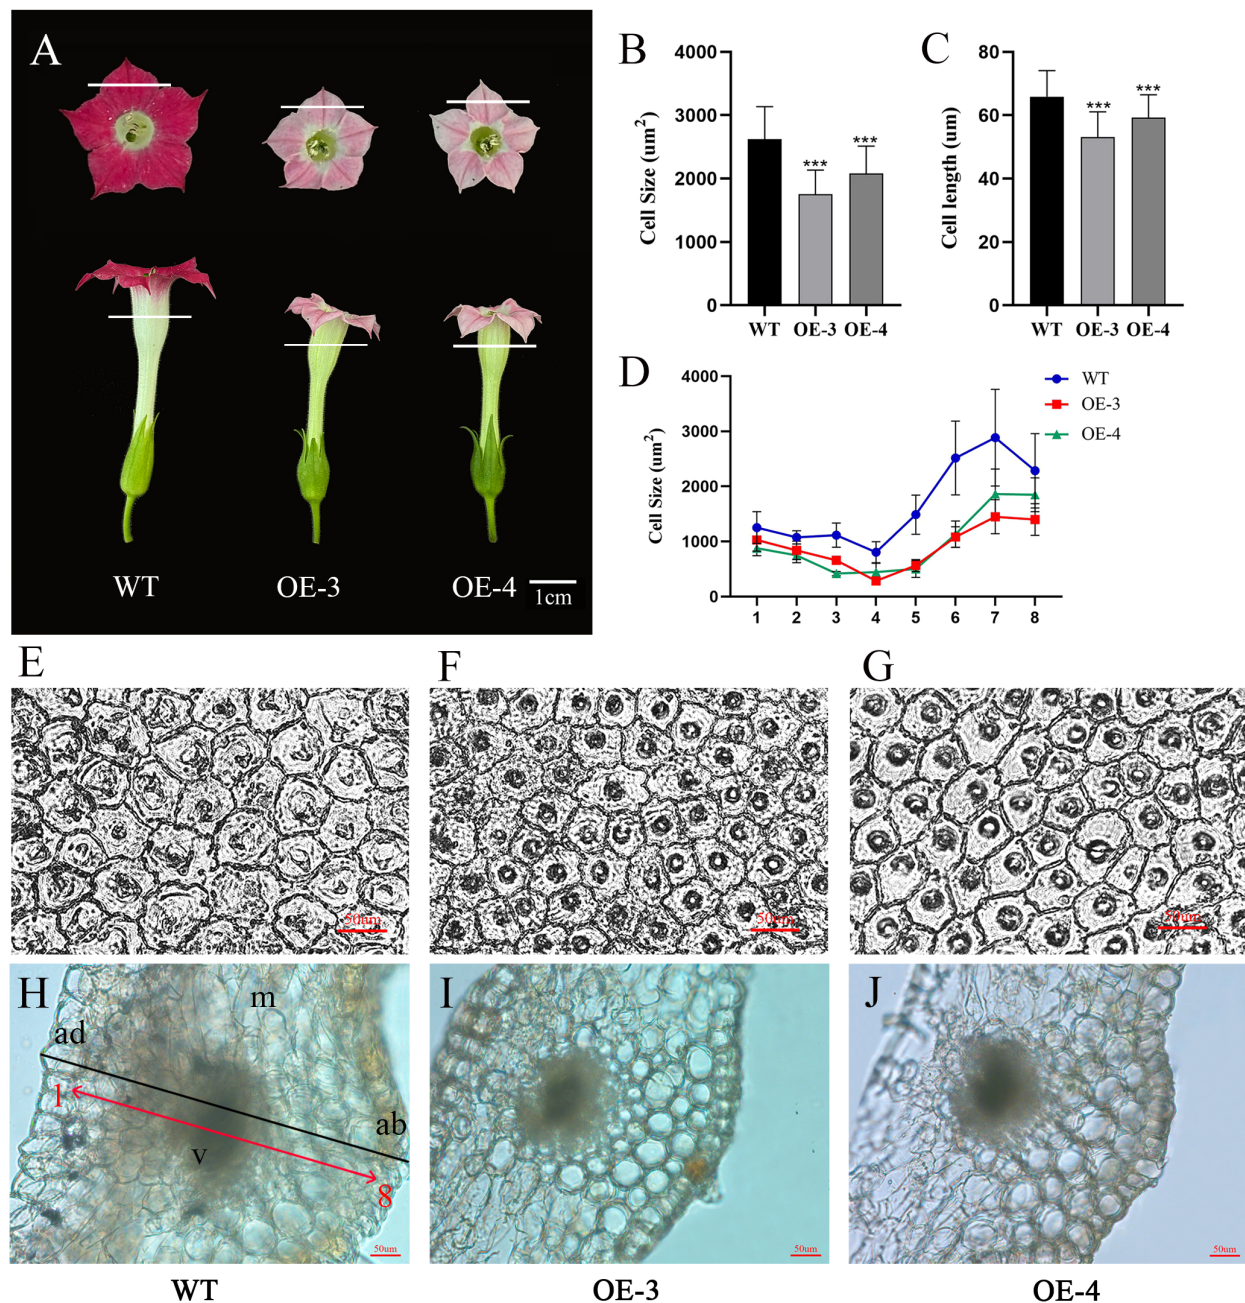 A
WT
OE-3
OE-4
1cm
B
Cell Size (um²)
4000
3000
2000
1000
0
***
***
WT
OE-3
OE-4
C
Cell length (um)
80
60
40
20
0
***
***
WT
OE-3
OE-4
D
Cell Size (um²)
4000
3000
2000
1000
0
1 2 3 4 5 6 7 8
WT
OE-3
OE-4
E
50um
F
50um
G
50um
H
m
ad
1
ab
v
8
50um
WT
I
50um
OE-3
J
50um
OE-4